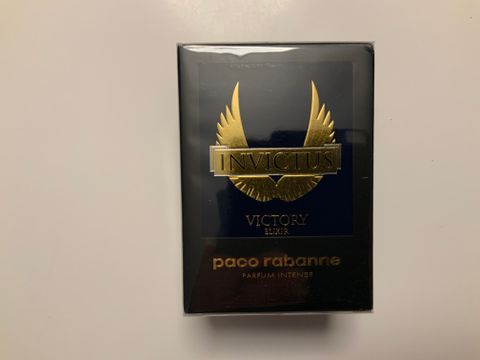 INVICTUS
VICTORY
ELIXIR
paco rabanne
PARFUM INTENSE